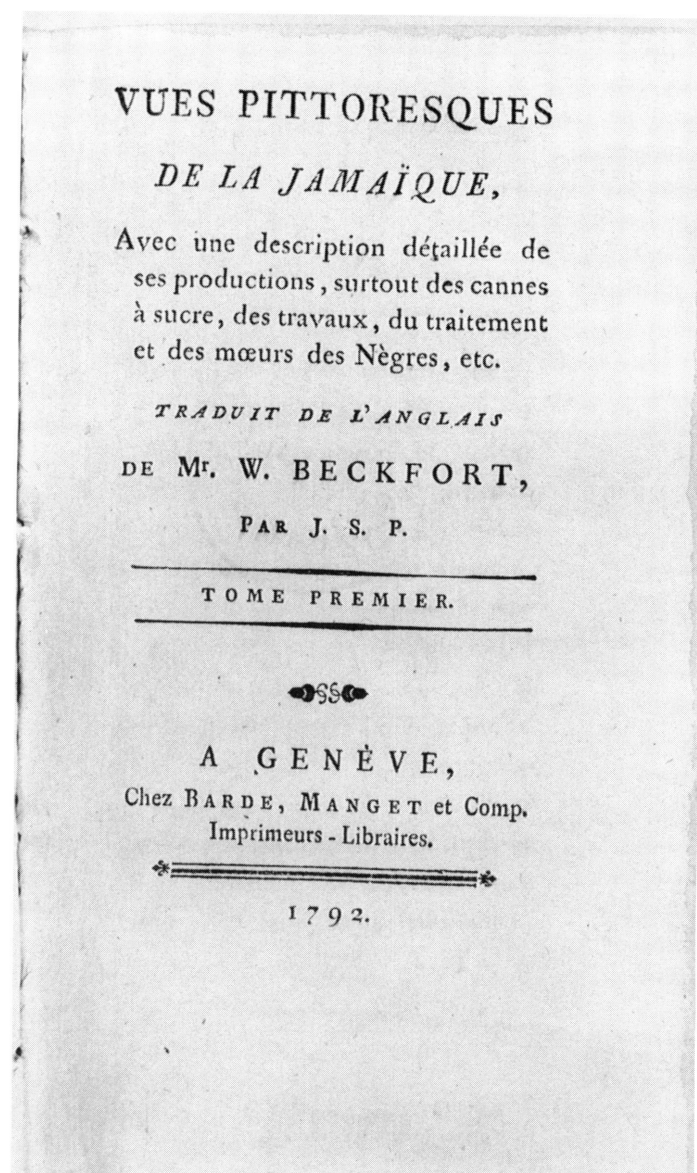 VUES PITTORESQUES
DE LA JAMAÏQUE,
Avec une description détaillée de
ses productions, surtout des cannes
à sucre, des travaux, du traitement
et des mœurs des Nègres, etc.
TRADUIT DE L'ANGLAIS
DE Mr. W. BECKFORT,
PAR J. S. P.
TOME PREMIER.
A GENÈVE,
Chez BARDE, MANGET et Comp.
Imprimeurs-Libraires.
1792.